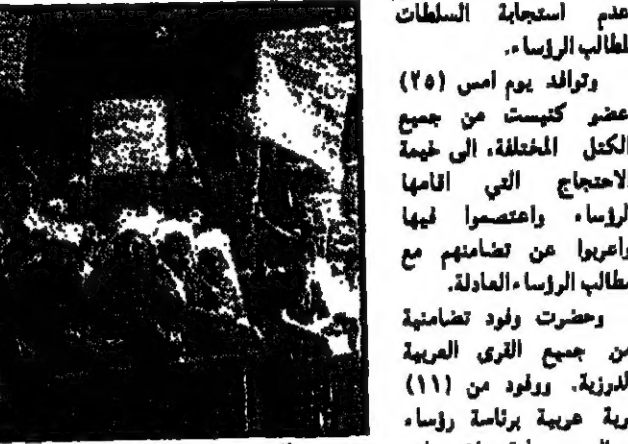 عدم استجابة السلطات
لمطالب الرؤساء.
وتوافد يوم امس (٢٥)
عضو كنيست من جميع
الكتل المختلفة، الى خيمة
الاحتجاج التي اقامها
الرؤساء واعتصموا فيها
واعربوا عن تضامنهم مع
مطالب الرؤساء العادلة.
وحضرت وفود تضامنية
من جميع القرى العربية
الدرزية. ووفود من (١١)
قرية عربية برئاسة رؤساء